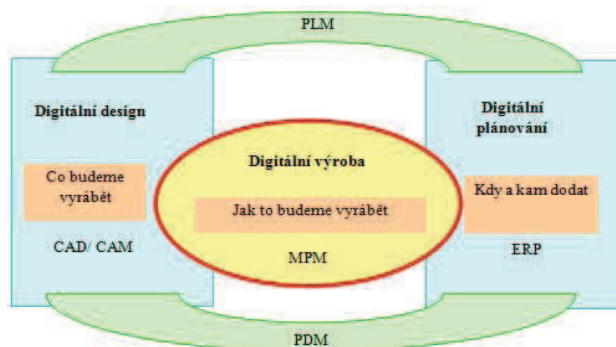 PLM
Digitální design
Co budeme
vyrábět
CAD/ CAM
Digitální výroba
Jak to budeme vyrábět
MPM
Digitální
plánování
Kdy a kam dodat
ERP
PDM